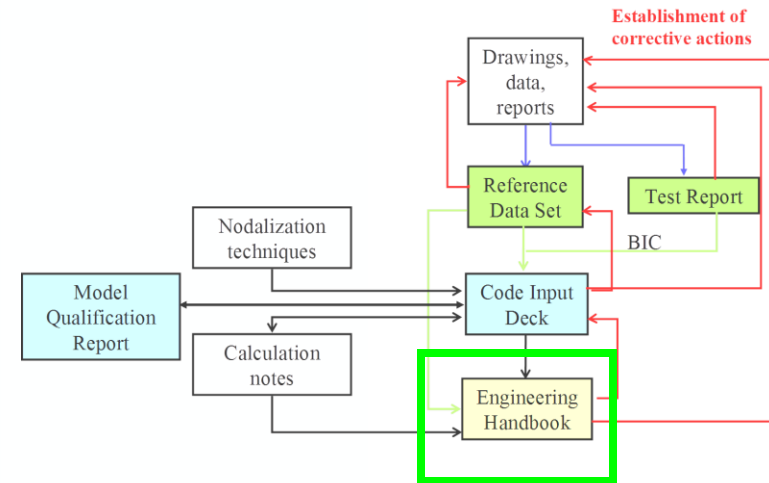 Establishment of
corrective actions
Drawings,
data,
reports
Reference
Data Set
Test Report
Nodalization
techniques
BIC
Model
Qualification
Report
Code Input
Deck
Calculation
notes
Engineering
Handbook